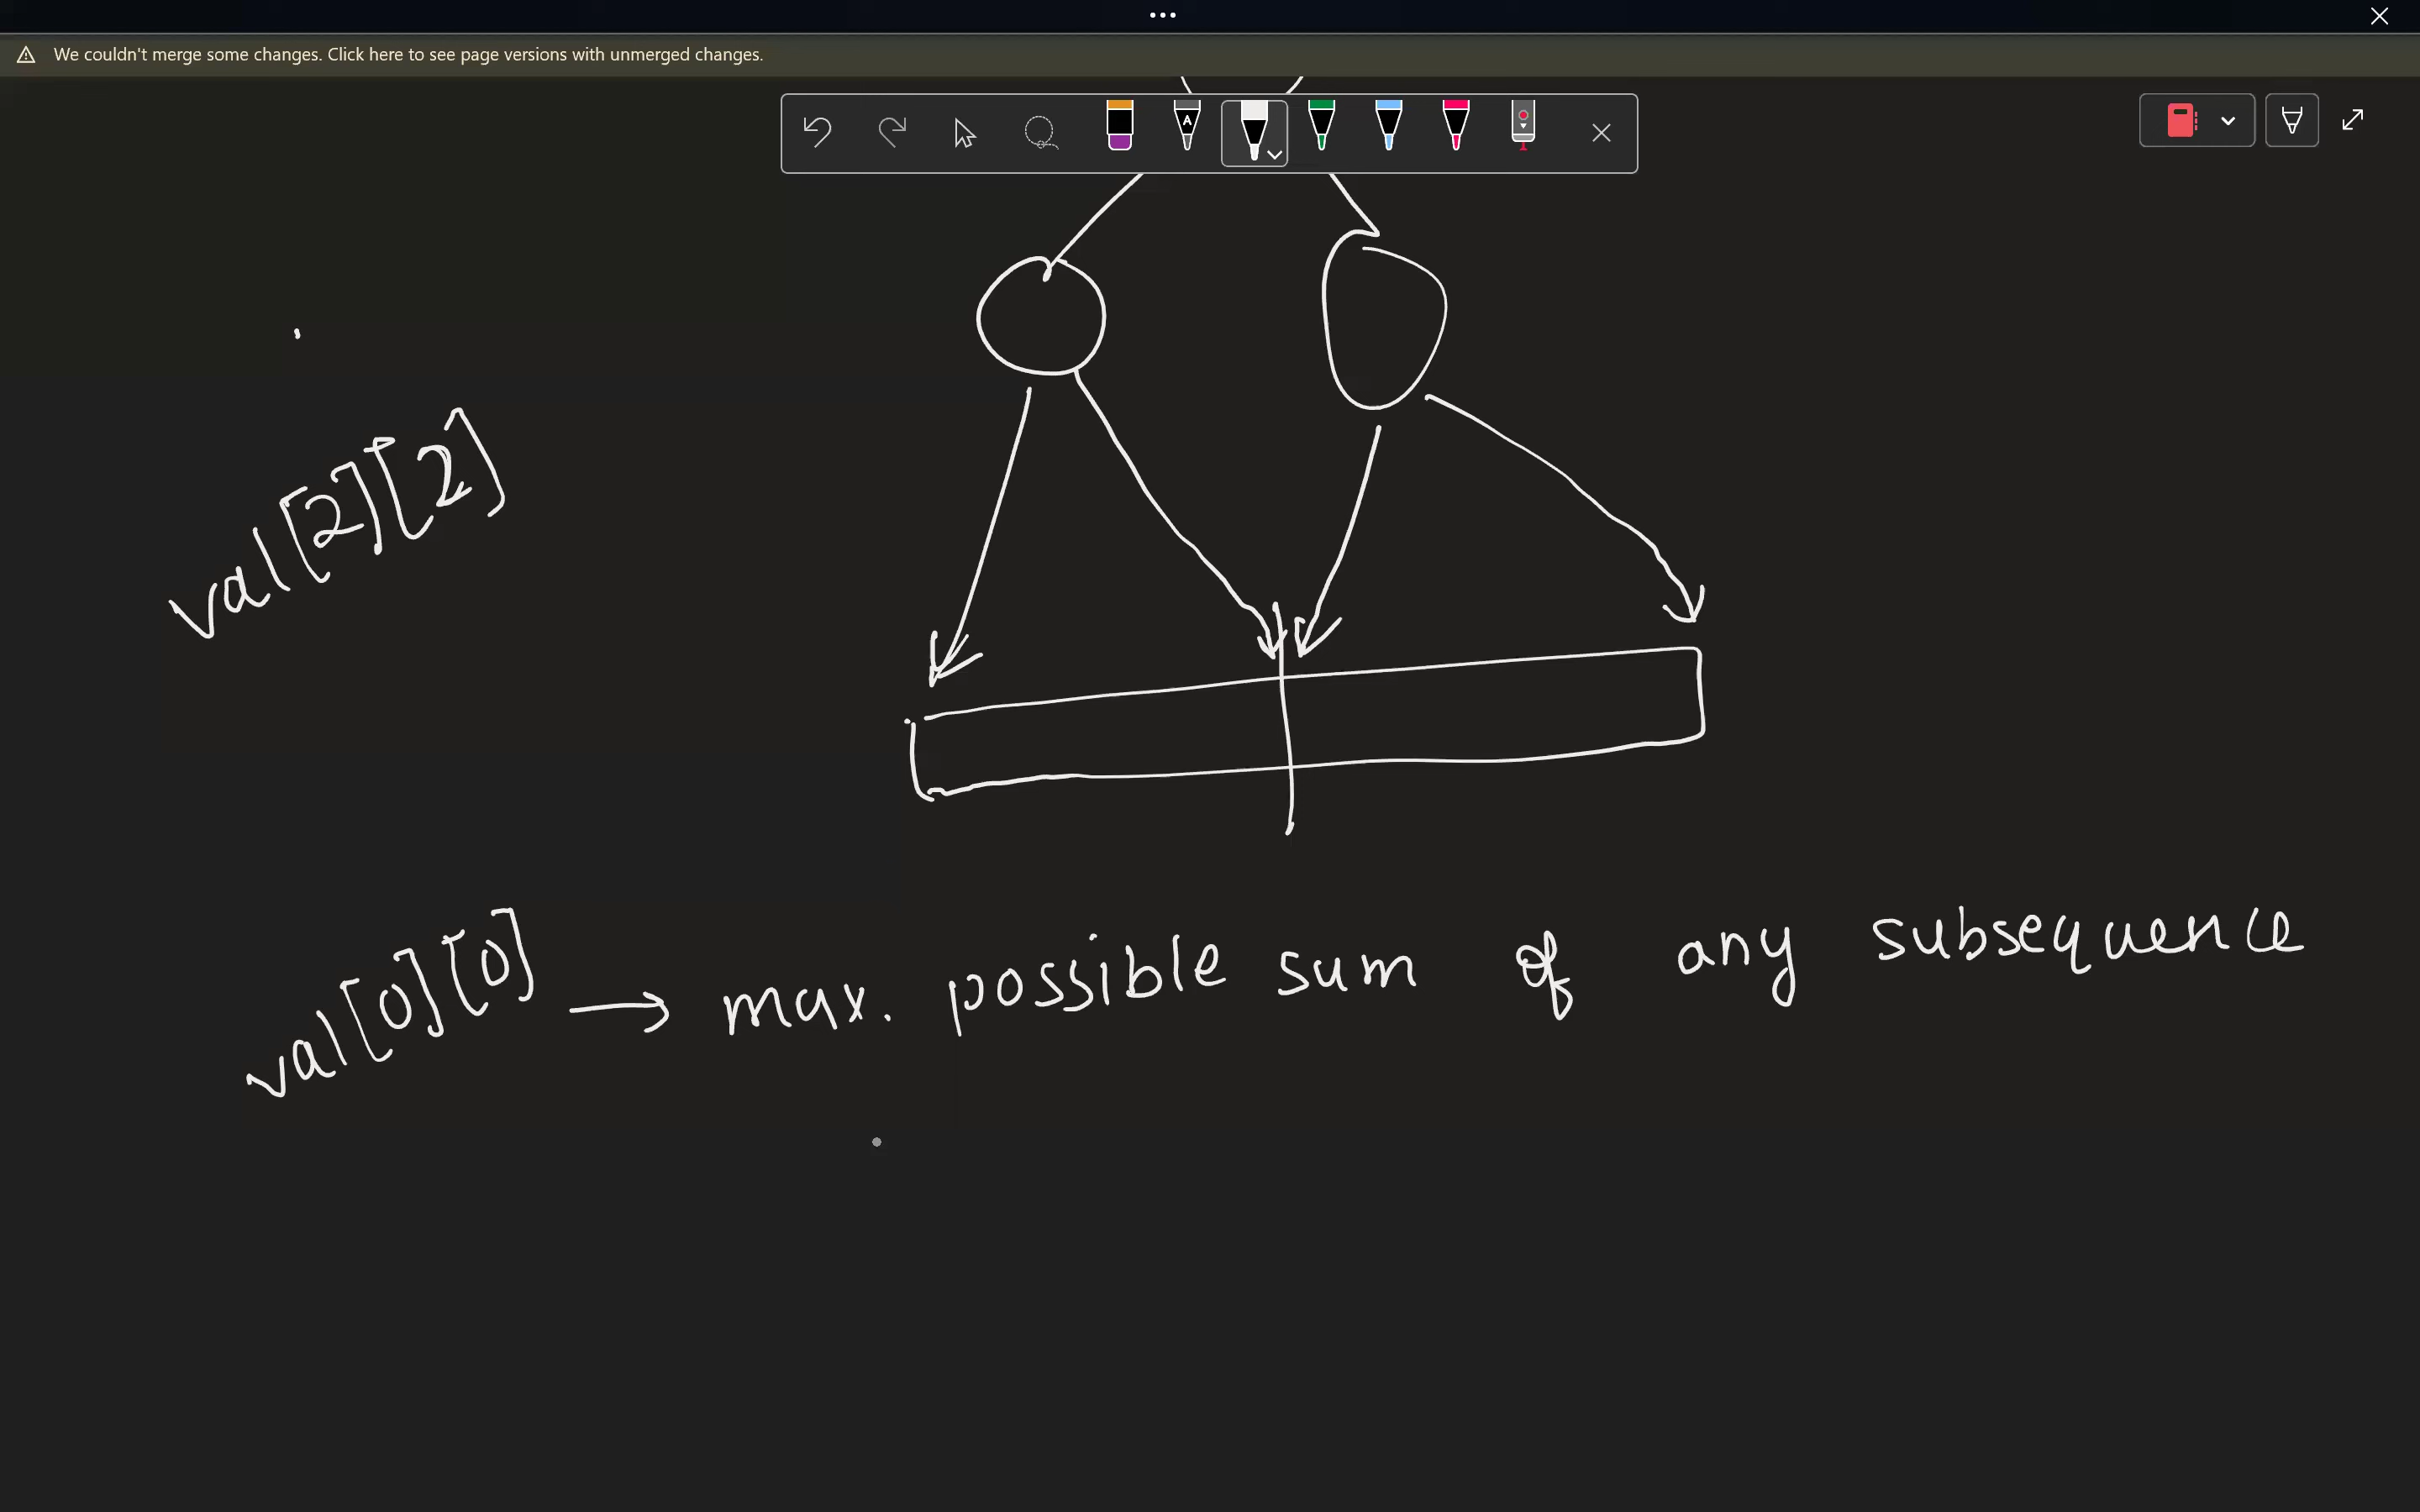 We couldn't merge some changes. Click here to see page versions with unmerged changes.
A
val[2][2]
val[0][0] → max. possible sum of any subsequence